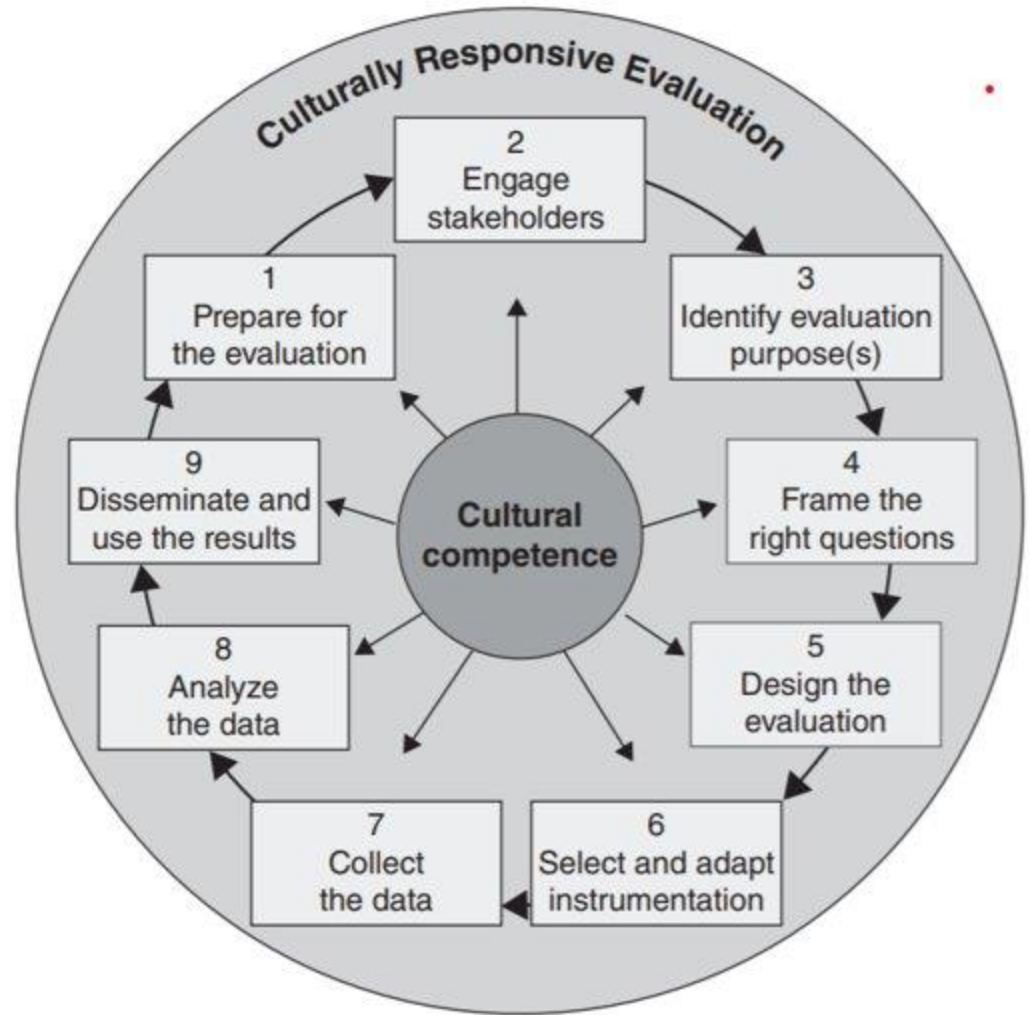 Culturally Responsive Evaluation
1
Prepare for
the evaluation
2
Engage
stakeholders
3
Identify evaluation
purpose(s)
4
Frame the
right questions
5
Design the
evaluation
6
Select and adapt
instrumentation
7
Collect
the data
8
Analyze
the data
9
Disseminate and
use the results
Cultural
competence